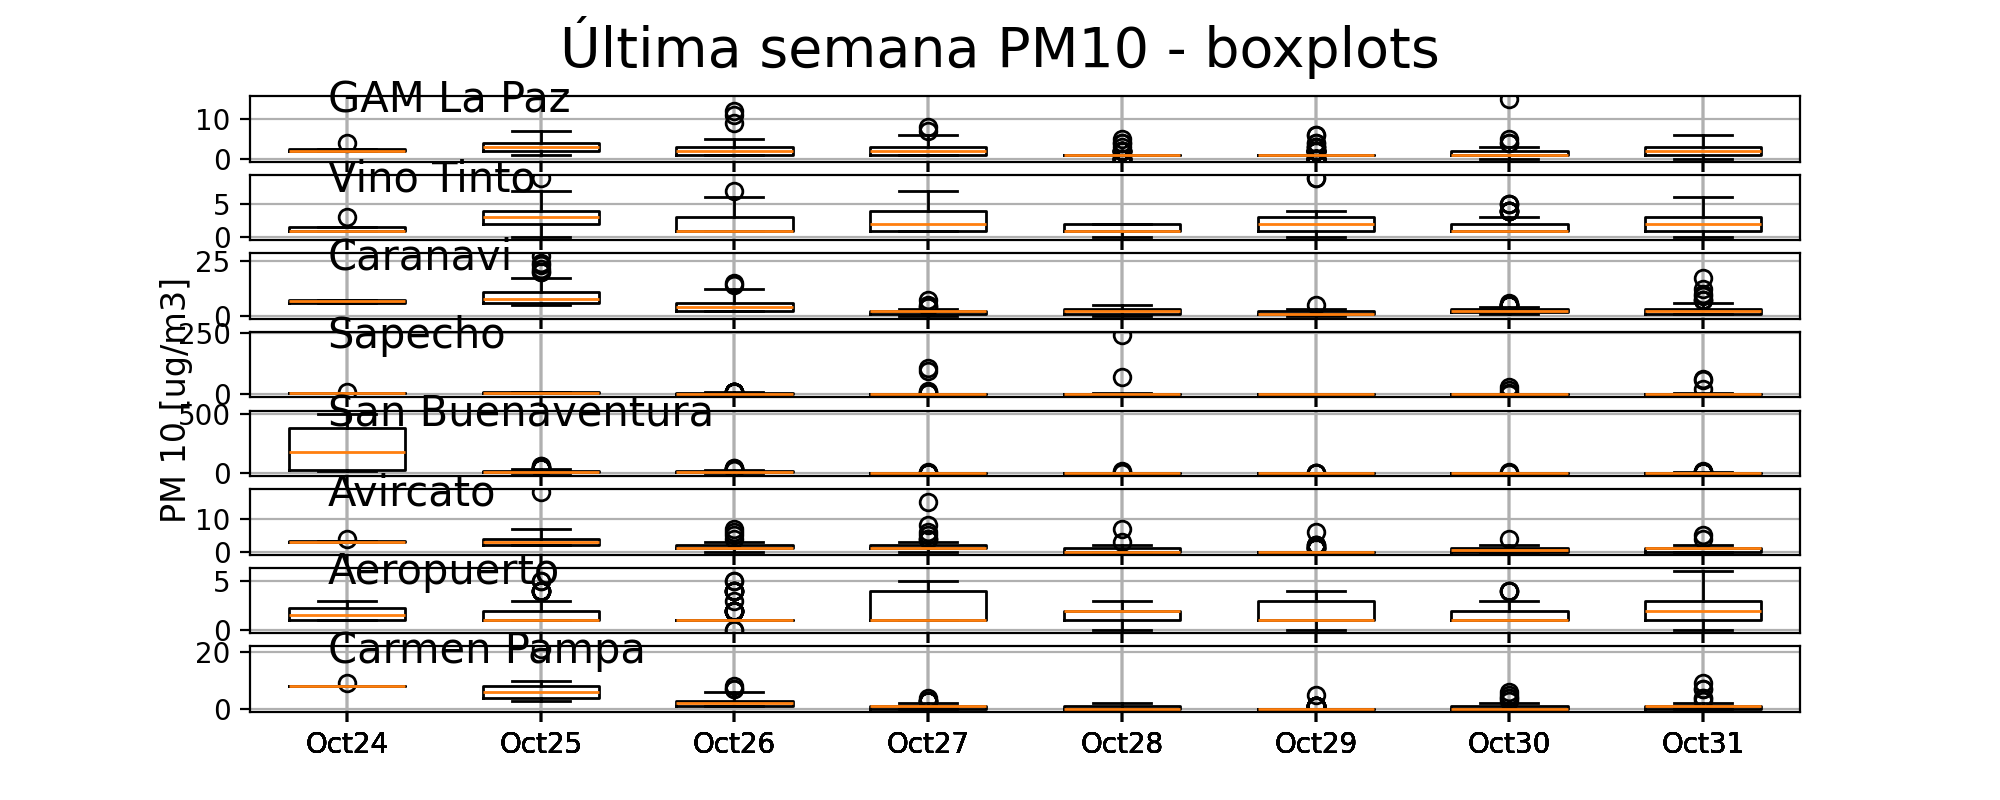 Última semana PM10 - boxplots
PM 10 [ug/m3]
GAM La Paz
10
0
Vino Tinto
5
0
Caranavi
25
0
Sapecho
250
0
San Buenaventura
500
0
Avircato
10
0
Aeropuerto
5
0
Carmen Pampa
20
0
Oct24 Oct25 Oct26 Oct27 Oct28 Oct29 Oct30 Oct31